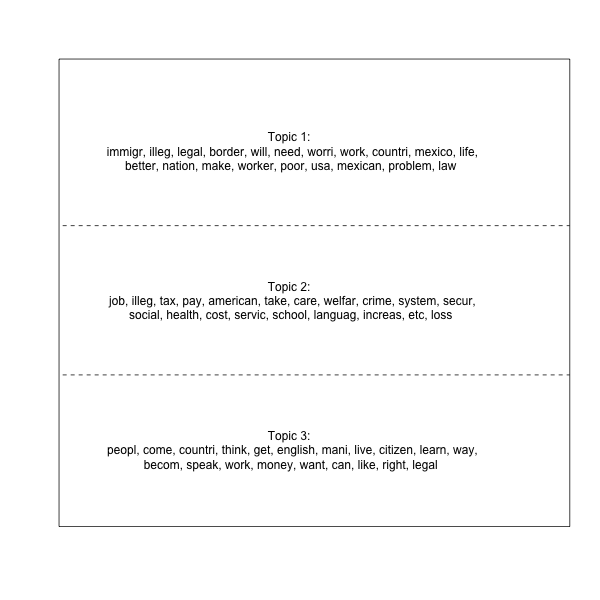 Topic 1:
immigr, illeg, legal, border, will, need, worri, work, countri, mexico, life,
better, nation, make, worker, poor, usa, mexican, problem, law
Topic 2:
job, illeg, tax, pay, american, take, care, welfar, crime, system, secur,
social, health, cost, servic, school, languag, increas, etc, loss
Topic 3:
peopl, come, countri, think, get, english, mani, live, citizen, learn, way,
becom, speak, work, money, want, can, like, right, legal